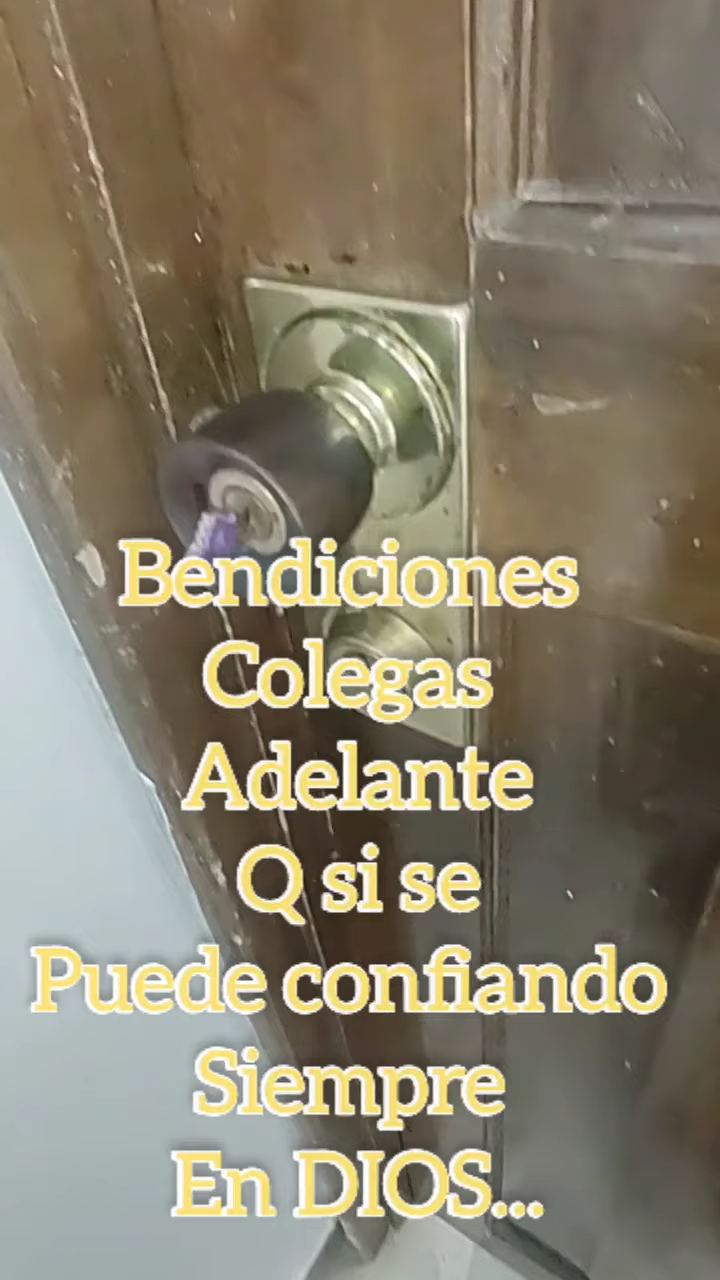 Bendiciones
Colegas
Adelante
Q si se
Puede confiando
Siempre
En DIOS...